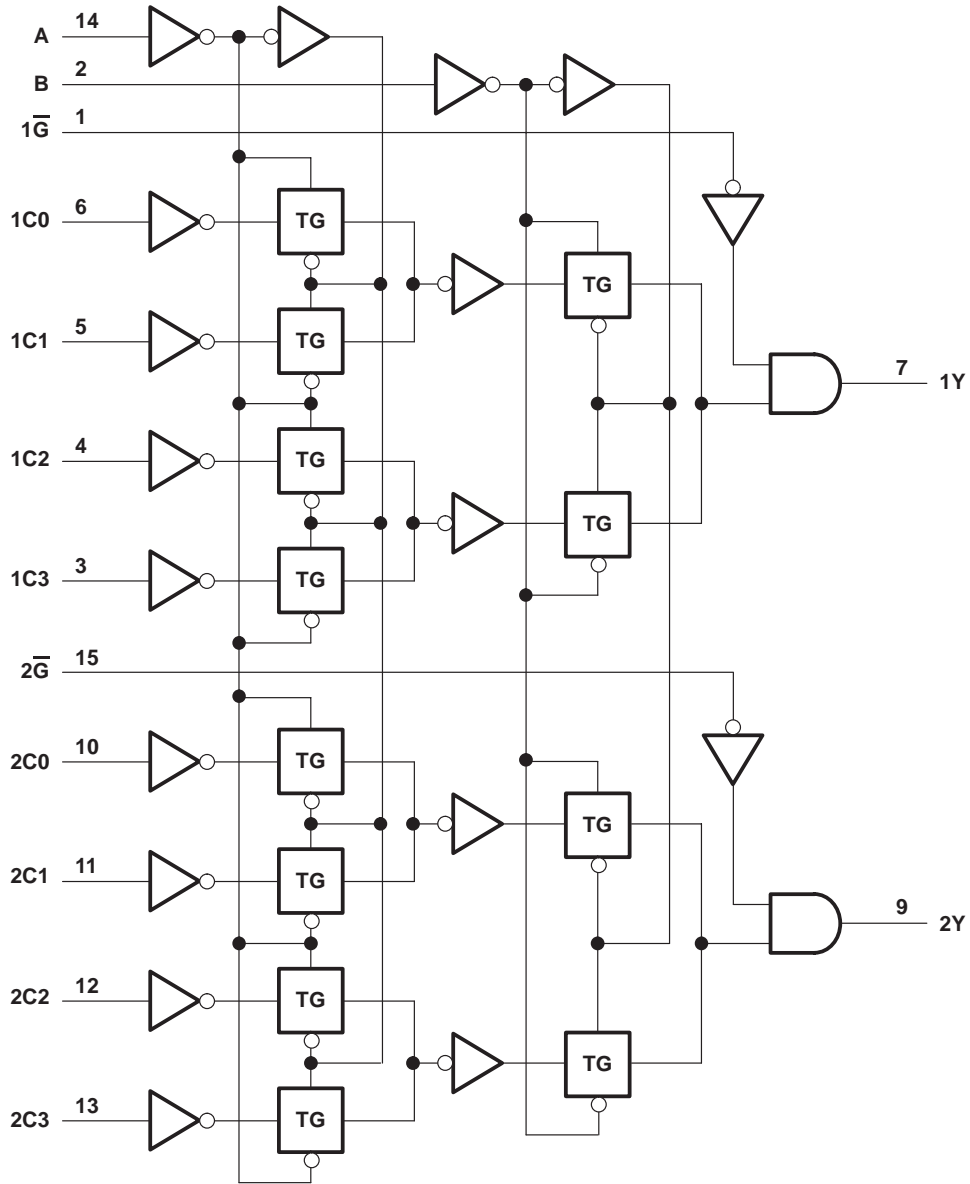 A 14
B 2
1G̅ 1
1C0 6 TG
TG
1C1 5 TG
7 1Y
1C2 4 TG
TG
1C3 3 TG
2G̅ 15
2C0 10 TG
TG
2C1 11 TG
9 2Y
2C2 12 TG
TG
2C3 13 TG